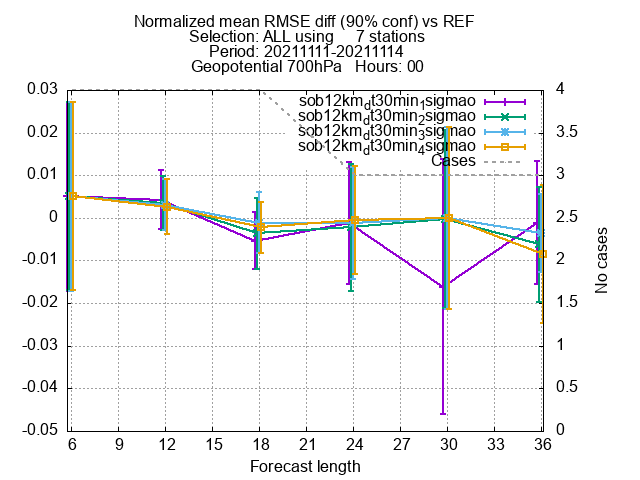 Normalized mean RMSE diff (90% conf) vs REF
Selection: ALL using     7 stations
Period: 20211111-20211114
Geopotential 700hPa   Hours: 00
sob12km_dt30min_1sigmao
sob12km_dt30min_2sigmao
sob12km_dt30min_3sigmao
sob12km_dt30min_4sigmao
Cases
0.03
0.02
0.01
0
-0.01
-0.02
-0.03
-0.04
-0.05
4
3.5
3
2.5
2
1.5
1
0.5
0
No cases
6 9 12 15 18 21 24 27 30 33 36
Forecast length